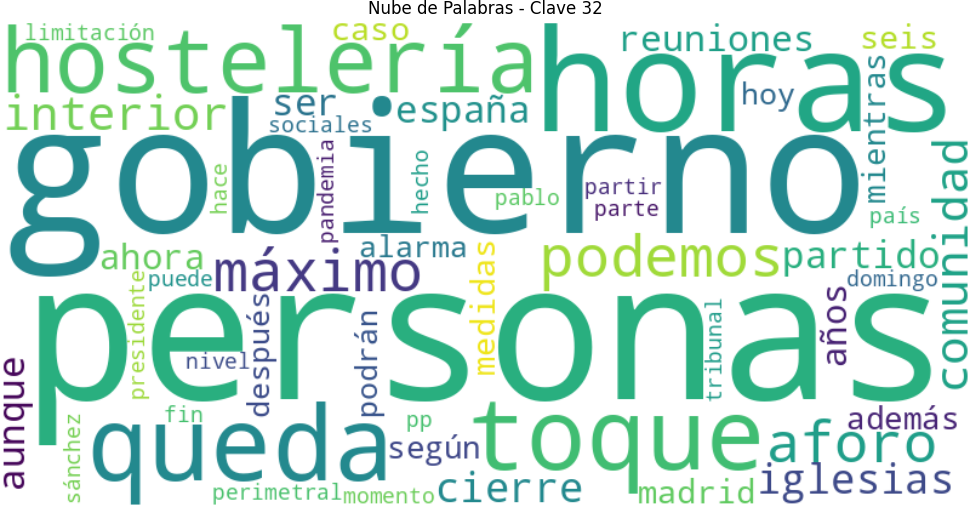 Nube de Palabras - Clave 32
limitación
caso
reuniones
seis
hostelería
horas
interior
ser
sociales
españa
hoy
mientras
gobierno
hace
pandemia
hecho
pablo
partir
parte
país
comunidad
ahora
puede
máximo
alarma
medidas
podemos
partido
domingo
personas
presidente
nivel
después
podrán
tribunal
años
aunque
sánchez
fin
queda
pp
según
toque
aforo
además
perimetral
momento
cierre
madrid
iglesias